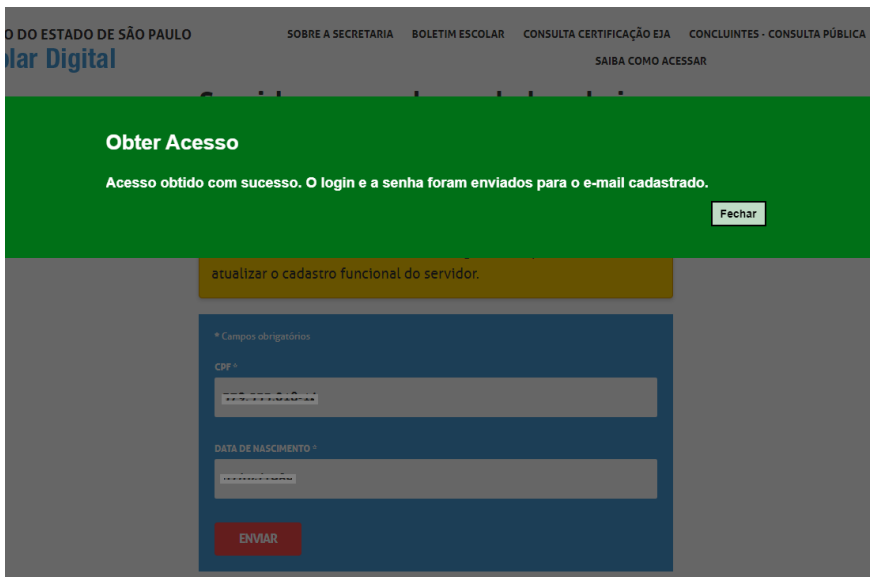 O DO ESTADO DE SÃO PAULO
lar Digital
SOBRE A SECRETARIA BOLETIM ESCOLAR CONSULTA CERTIFICAÇÃO EJA CONCLUINTES - CONSULTA PÚBLICA
SAIBA COMO ACESSAR
Obter Acesso
Acesso obtido com sucesso. O login e a senha foram enviados para o e-mail cadastrado.
Fechar
atualizar o cadastro funcional do servidor.
* Campos obrigatórios
CPF *
DATA DE NASCIMENTO *
ENVIAR